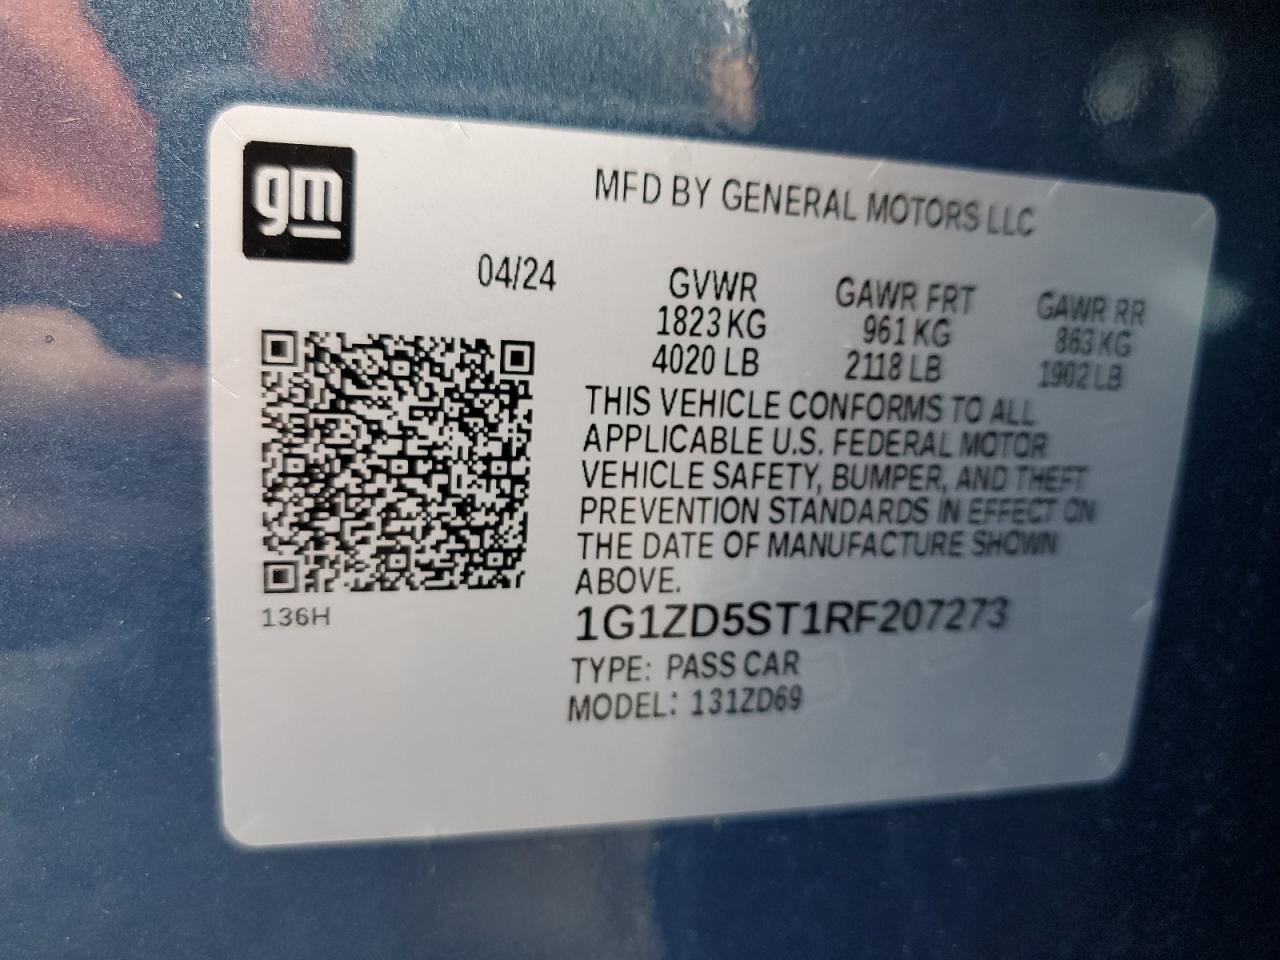 gm
MFD BY GENERAL MOTORS LLC
04/24
GVWR GAWR FRT GAWR RR
1823 KG 961 KG 863 KG
4020 LB 2118 LB 1902 LB
THIS VEHICLE CONFORMS TO ALL
APPLICABLE U.S. FEDERAL MOTOR
VEHICLE SAFETY, BUMPER, AND THEFT
PREVENTION STANDARDS IN EFFECT ON
THE DATE OF MANUFACTURE SHOWN
ABOVE.
136H
1G1ZD5ST1RF207273
TYPE: PASS CAR
MODEL: 131ZD69